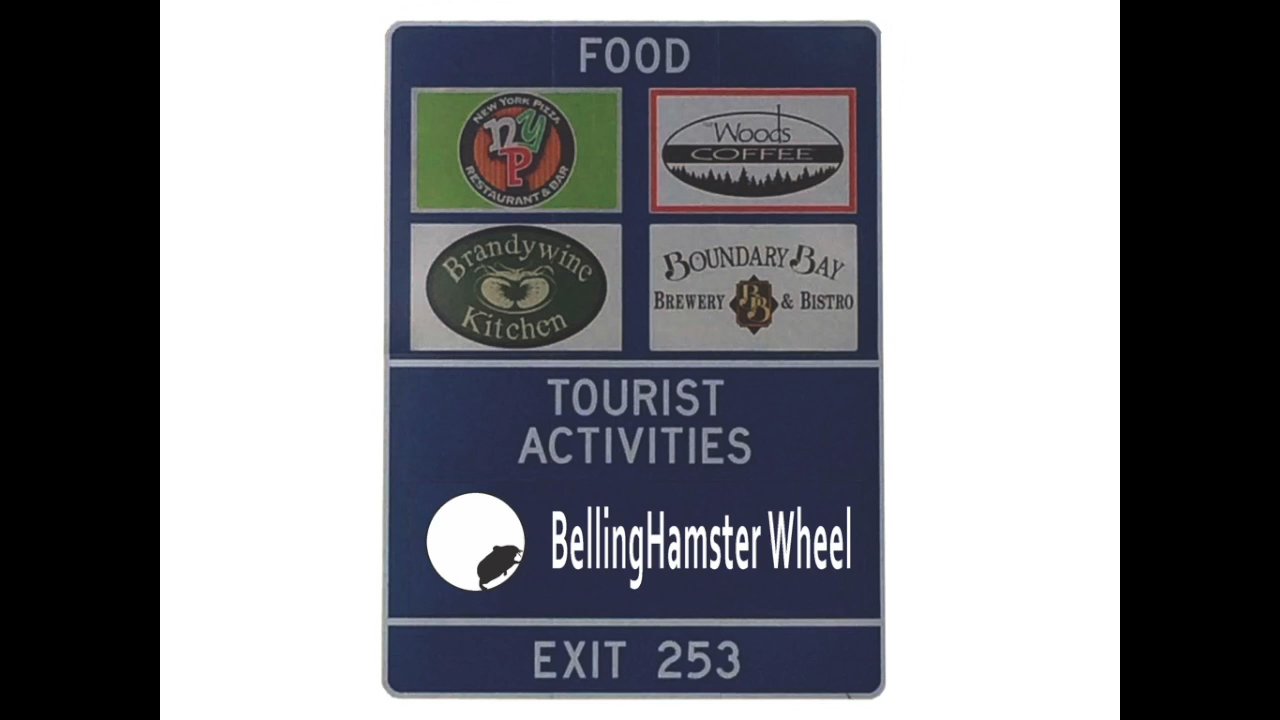 FOOD
NEW YORK PIZZA
nyp
RESTAURANT & BAR
THE
Woods
COFFEE
Brandywine
Kitchen
BOUNDARY BAY
BREWERY BB & BISTRO
TOURIST
ACTIVITIES
BellingHamster Wheel
EXIT 253